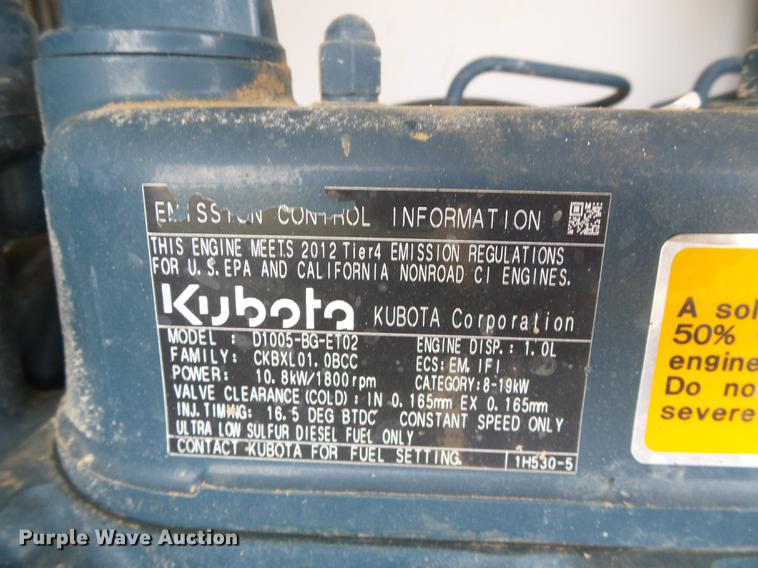 EMISSION CONTROL INFORMATION
THIS ENGINE MEETS 2012 Tier4 EMISSION REGULATIONS
FOR U.S.EPA AND CALIFORNIA NONROAD CI ENGINES.
Kubota KUBOTA Corporation
MODEL : D1005-BG-ET02 ENGINE DISP.: 1.0L
FAMILY: CKBXL01.0BCC ECS:EM, IFI
POWER: 10.8kW/1800rpm CATEGORY:8-19kW
VALVE CLEARANCE(COLD): IN 0.165mm EX 0.165mm
INJ.TIMING: 16.5 DEG BTDC CONSTANT SPEED ONLY
ULTRA LOW SULFUR DIESEL FUEL ONLY
CONTACT KUBOTA FOR FUEL SETTING. 1H530-5
A sol
50%
engine
Do no
severe
Purple Wave Auction